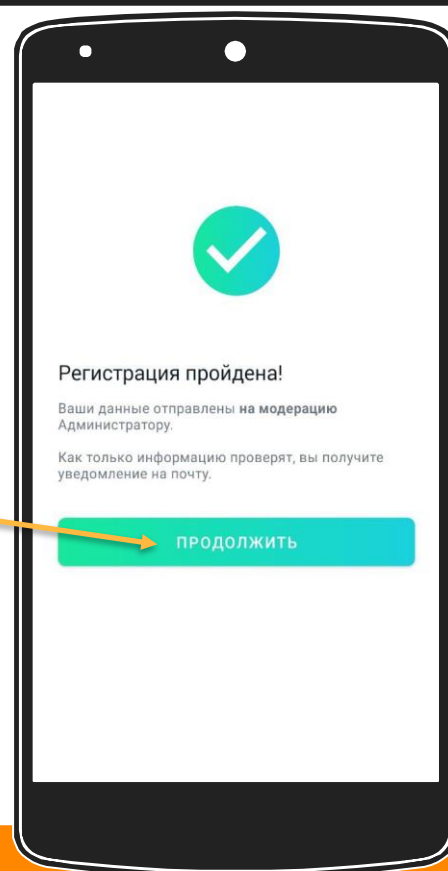 Регистрация пройдена!
Ваши данные отправлены на модерацию
Администратору.
Как только информацию проверят, вы получите
уведомление на почту.
ПРОДОЛЖИТЬ